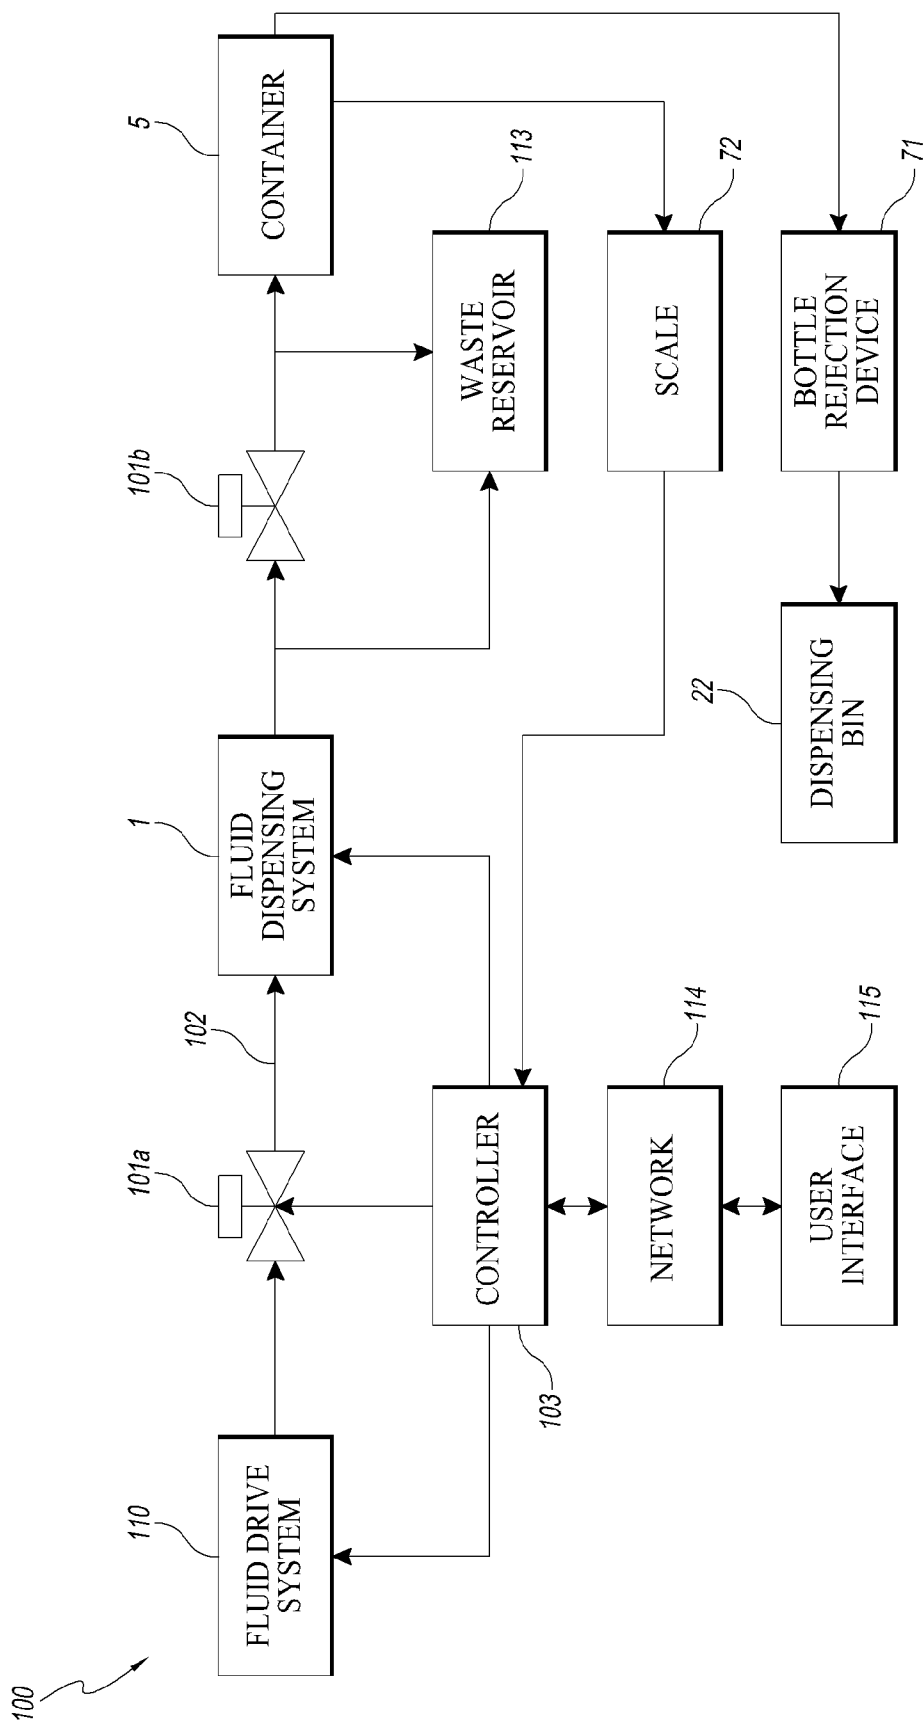 100
110
FLUID DRIVE
SYSTEM
101a
102
1
FLUID
DISPENSING
SYSTEM
101b
5
CONTAINER
103
CONTROLLER
113
WASTE
RESERVOIR
114
NETWORK
72
SCALE
115
USER
INTERFACE
22
DISPENSING
BIN
71
BOTTLE
REJECTION
DEVICE